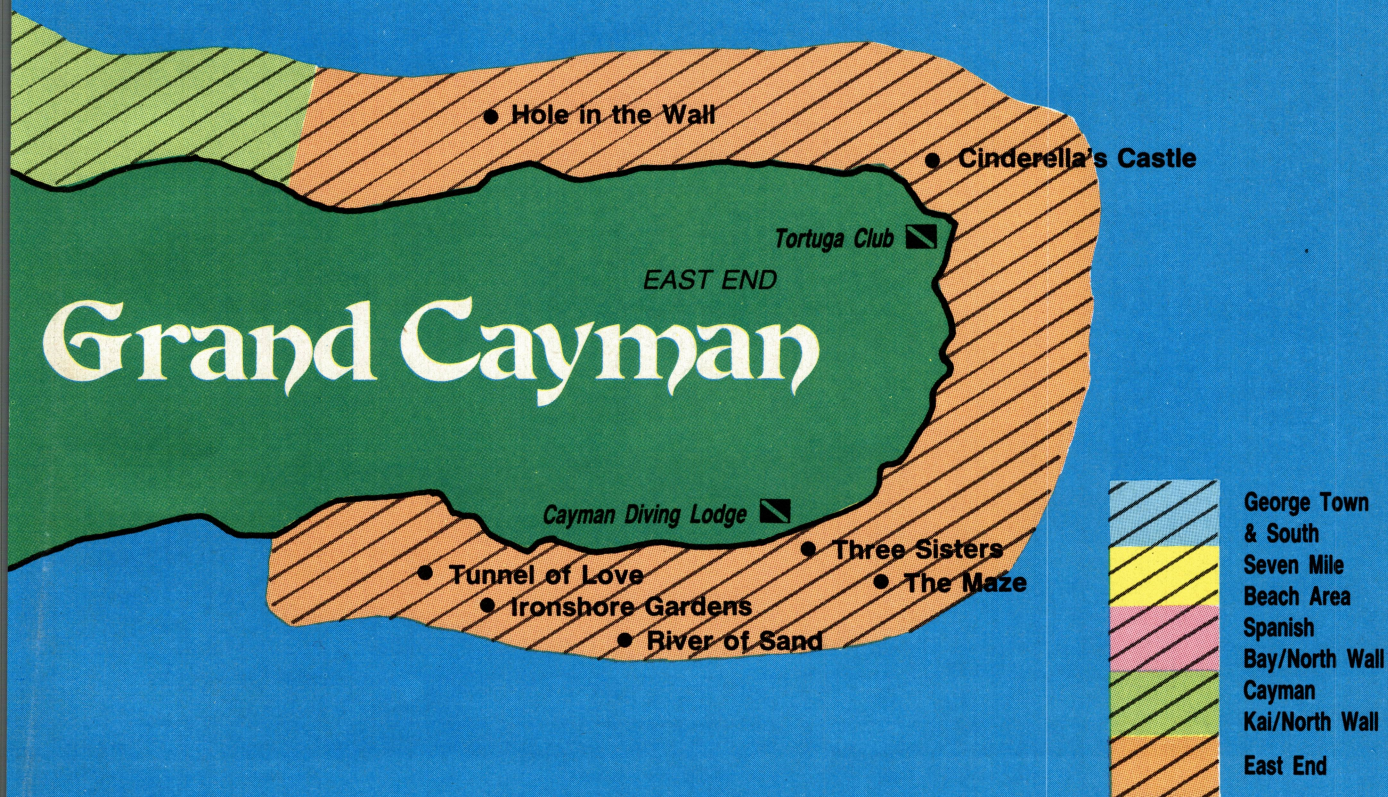 Hole in the Wall
Cinderella's Castle
Tortuga Club
EAST END
Grand Cayman
Cayman Diving Lodge
Three Sisters
Tunnel of Love
The Maze
Ironshore Gardens
River of Sand
George Town
& South
Seven Mile
Beach Area
Spanish
Bay/North Wall
Cayman
Kai/North Wall
East End